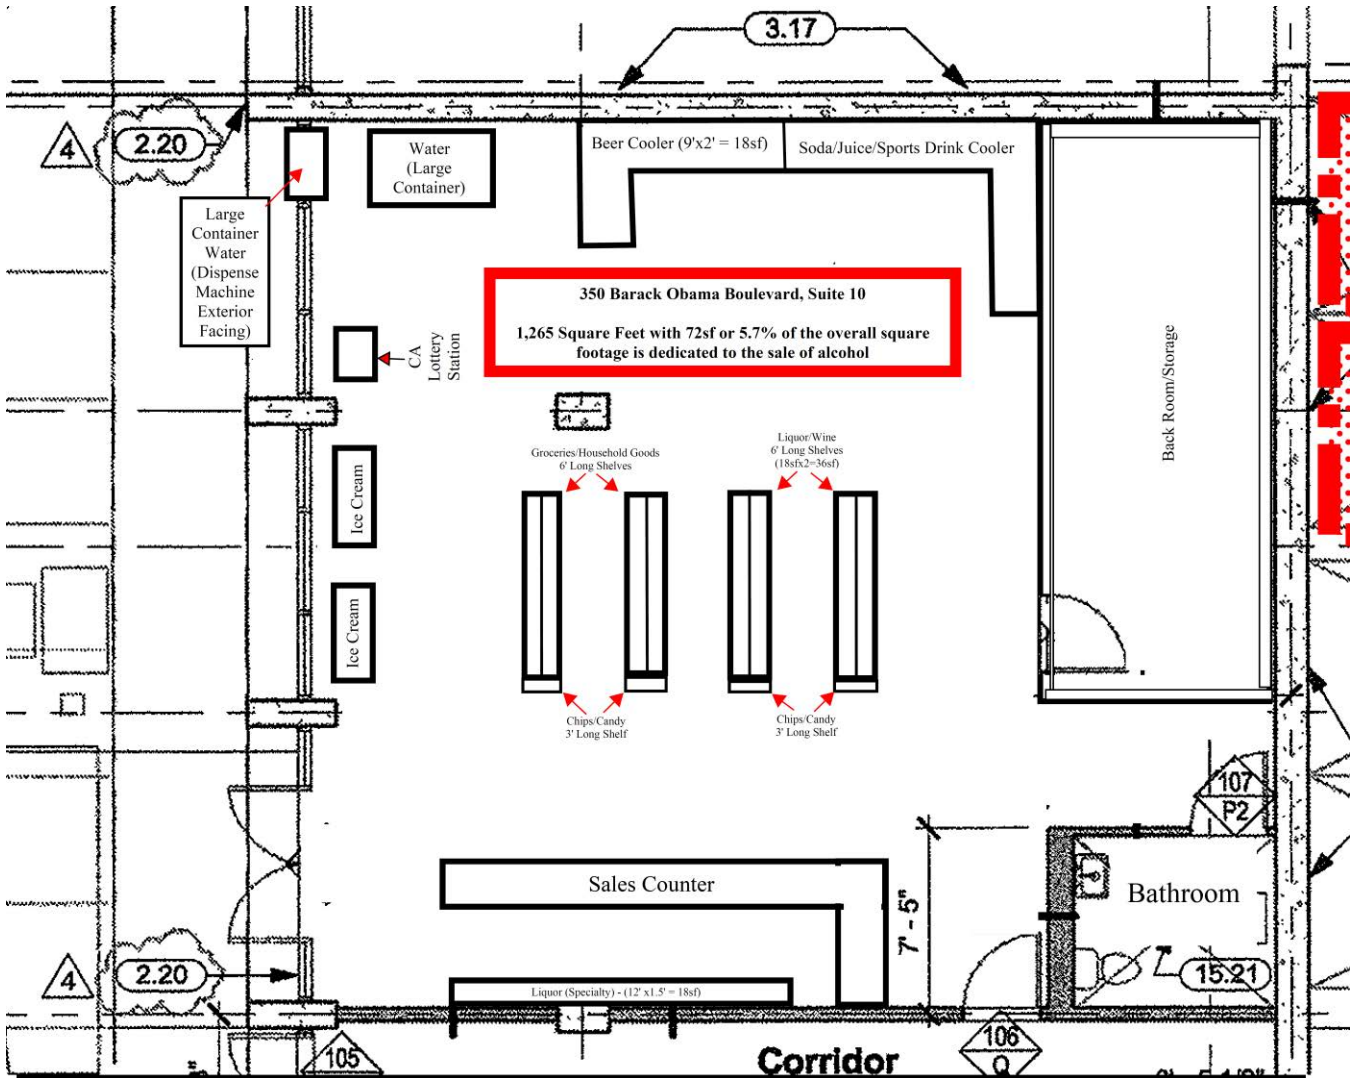 3.17
4
2.20
Water
(Large
Container)
Beer Cooler (9'x2' = 18sf)
Soda/Juice/Sports Drink Cooler
Large
Container
Water
(Dispense
Machine
Exterior
Facing)
350 Barack Obama Boulevard, Suite 10
1,265 Square Feet with 72sf or 5.7% of the overall square
footage is dedicated to the sale of alcohol
CA
Lottery
Station
Back Room/Storage
Groceries/Household Goods
6' Long Shelves
Liquor/Wine
6' Long Shelves
(18sfx2=36sf)
Ice Cream
Ice Cream
Chips/Candy
3' Long Shelf
Chips/Candy
3' Long Shelf
107
P2
Sales Counter
7' - 5"
Bathroom
4
2.20
15.21
Liquor (Specialty) - (12' x1.5' = 18sf)
105
Corridor
106
Q